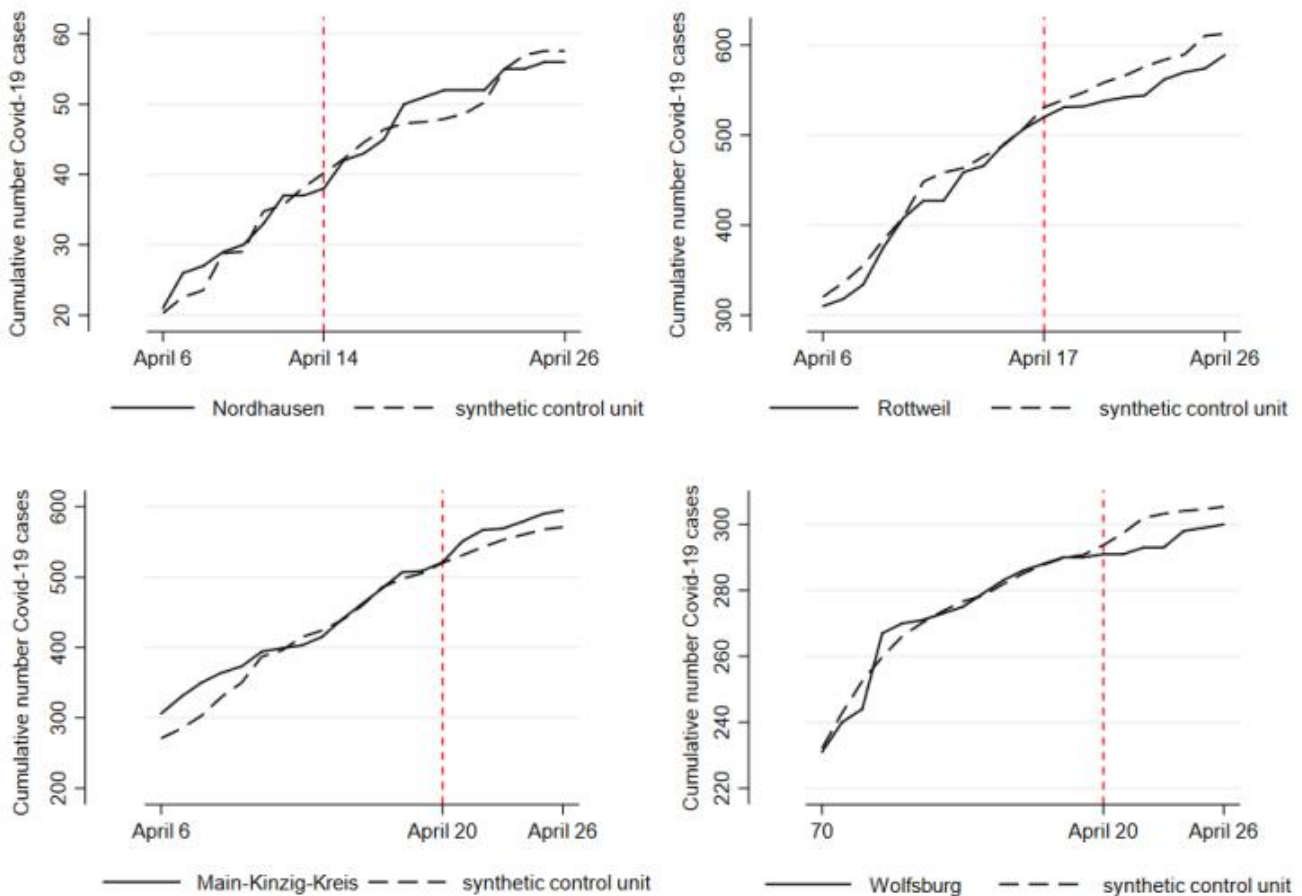 Cumulative number Covid-19 cases
60
50
40
30
20
April 6 April 14 April 26
Nordhausen synthetic control unit
Cumulative number Covid-19 cases
600
500
400
300
April 6 April 17 April 26
Rottweil synthetic control unit
Cumulative number Covid-19 cases
600
500
400
300
200
April 6 April 20 April 26
Main-Kinzig-Kreis synthetic control unit
Cumulative number Covid-19 cases
300
280
260
240
220
70 April 20 April 26
Wolfsburg synthetic control unit